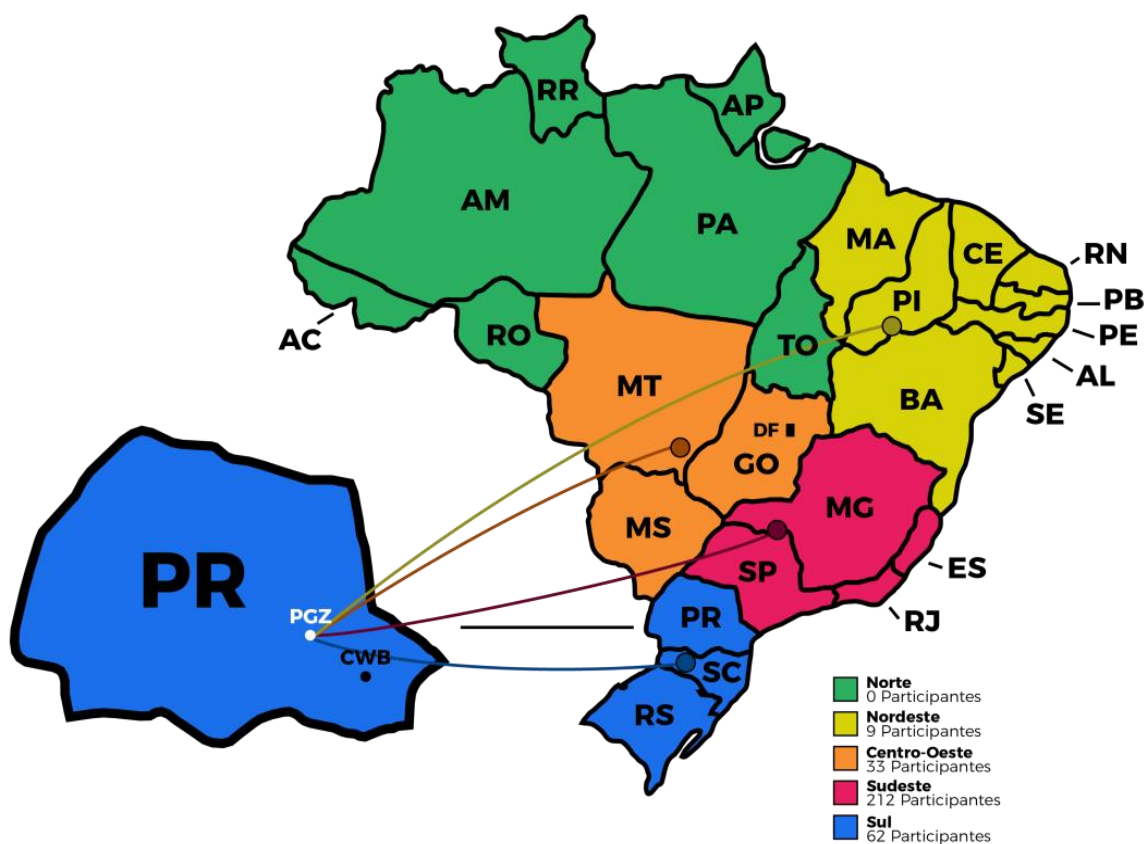 RR
AP
AM
PA
MA
CE
RN
PI
PB
AC
RO
TO
PE
AL
MT
BA
SE
DF
GO
MS
MG
PR
SP
ES
PGZ
PR
RJ
CWB
SC
RS
Norte
0 Participantes
Nordeste
9 Participantes
Centro-Oeste
33 Participantes
Sudeste
212 Participantes
Sul
62 Participantes